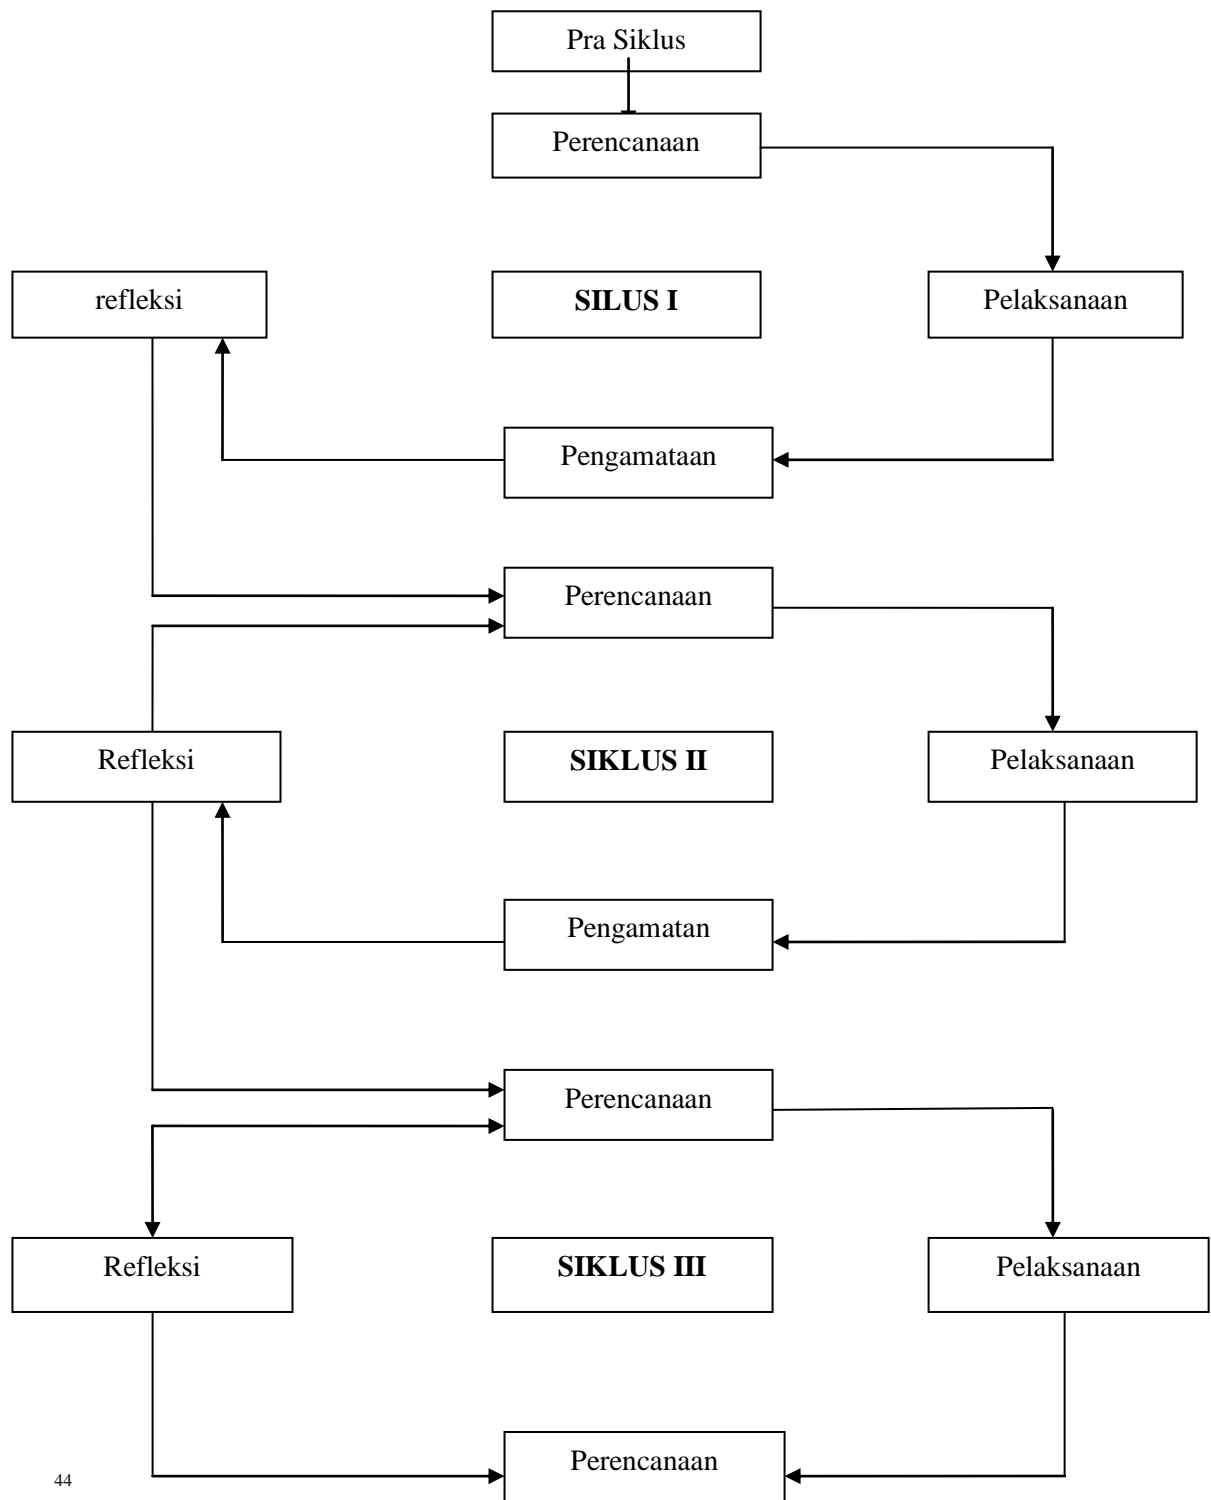 Pra Siklus
Perencanaan
refleksi
SILUS I
Pelaksanaan
Pengamataan
Perencanaan
Refleksi
SIKLUS II
Pelaksanaan
Pengamatan
Perencanaan
Refleksi
SIKLUS III
Pelaksanaan
Perencanaan
44